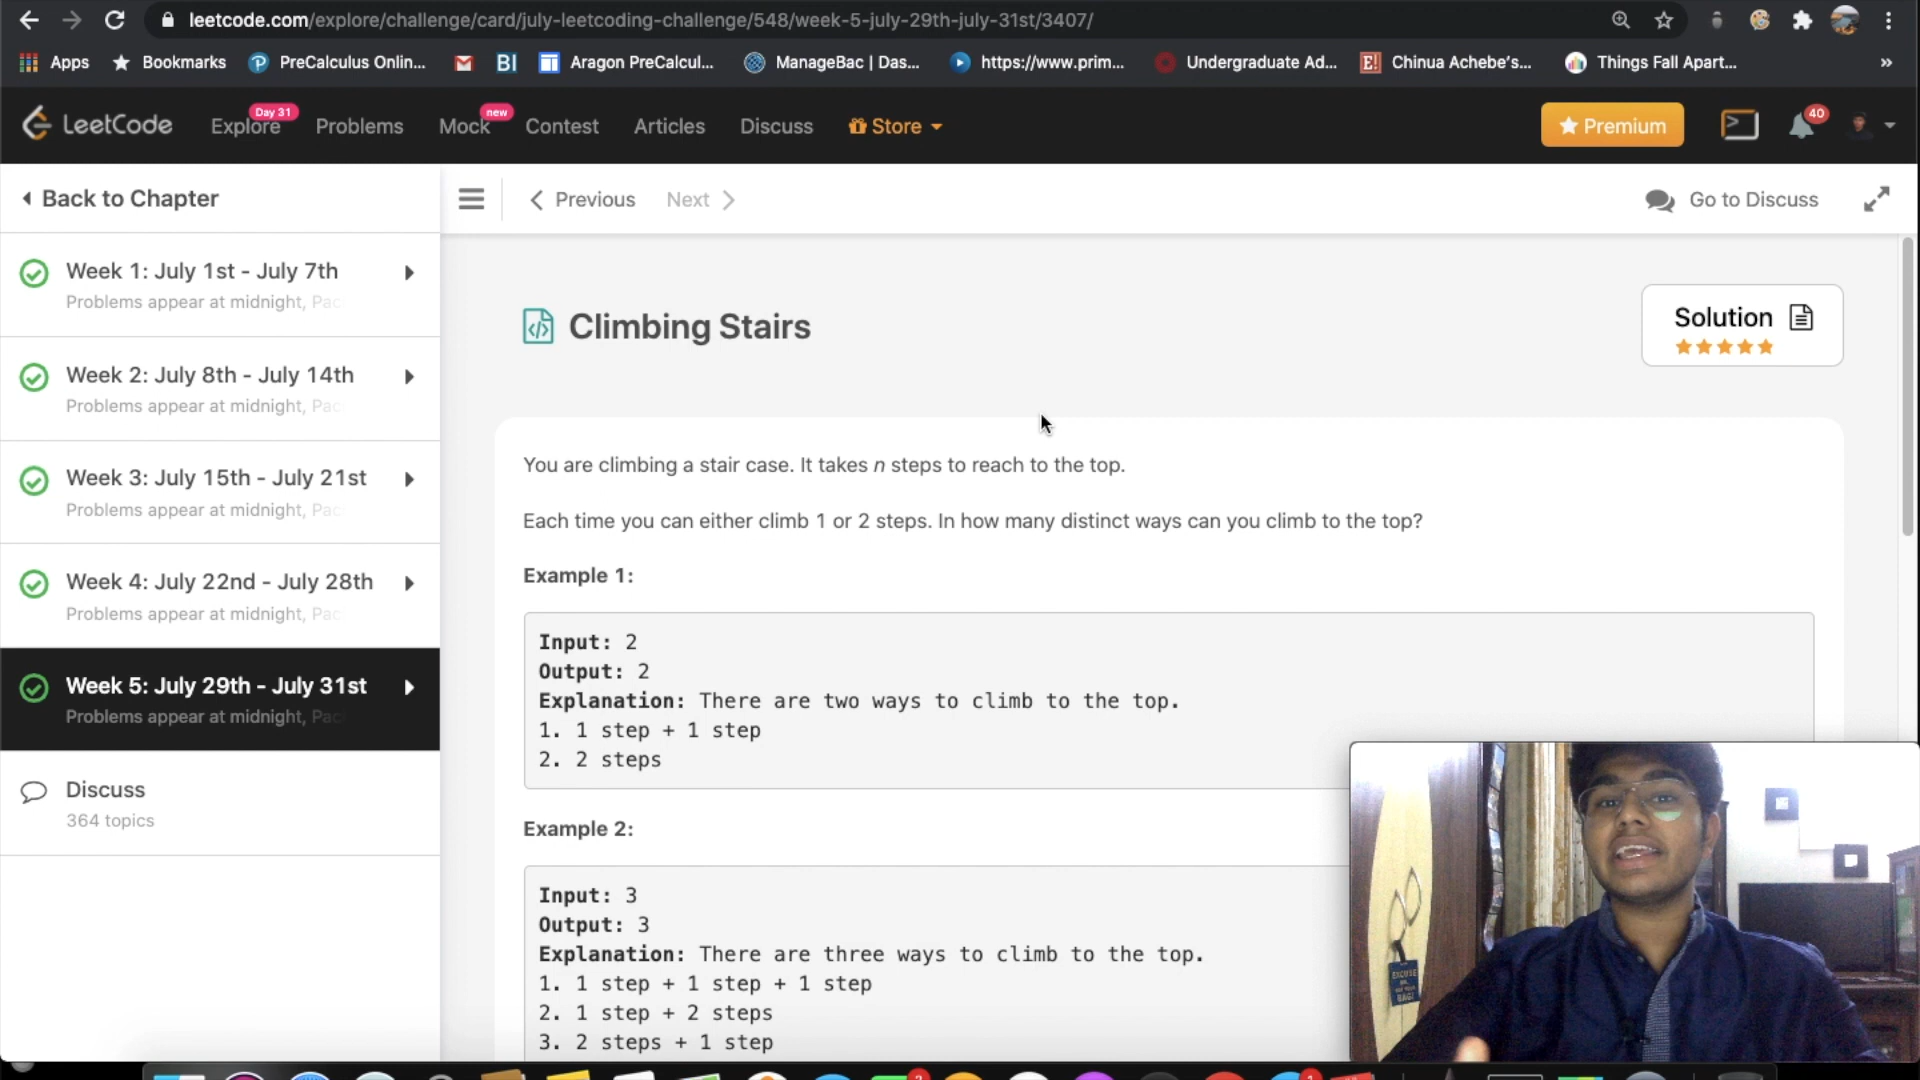 leetcode.com/explore/challenge/card/july-leetcoding-challenge/548/week-5-july-29th-july-31st/3407/
Apps Bookmarks PreCalculus Onlin... BI Aragon PreCalcul... ManageBac | Das... https://www.prim... Undergraduate Ad... E! Chinua Achebe's... Things Fall Apart... »
LeetCode Explore Day 31 Problems Mock new Contest Articles Discuss Store Premium 40
Back to Chapter Previous Next Go to Discuss
Week 1: July 1st - July 7th
Problems appear at midnight, Pac
Week 2: July 8th - July 14th
Problems appear at midnight, Pac
Week 3: July 15th - July 21st
Problems appear at midnight, Pac
Week 4: July 22nd - July 28th
Problems appear at midnight, Pac
Week 5: July 29th - July 31st
Problems appear at midnight, Pac
Discuss
364 topics
Climbing Stairs
Solution
You are climbing a stair case. It takes n steps to reach to the top.
Each time you can either climb 1 or 2 steps. In how many distinct ways can you climb to the top?
Example 1:
Input: 2
Output: 2
Explanation: There are two ways to climb to the top.
1. 1 step + 1 step
2. 2 steps
Example 2:
Input: 3
Output: 3
Explanation: There are three ways to climb to the top.
1. 1 step + 1 step + 1 step
2. 1 step + 2 steps
3. 2 steps + 1 step
EXCUSE
BAG!